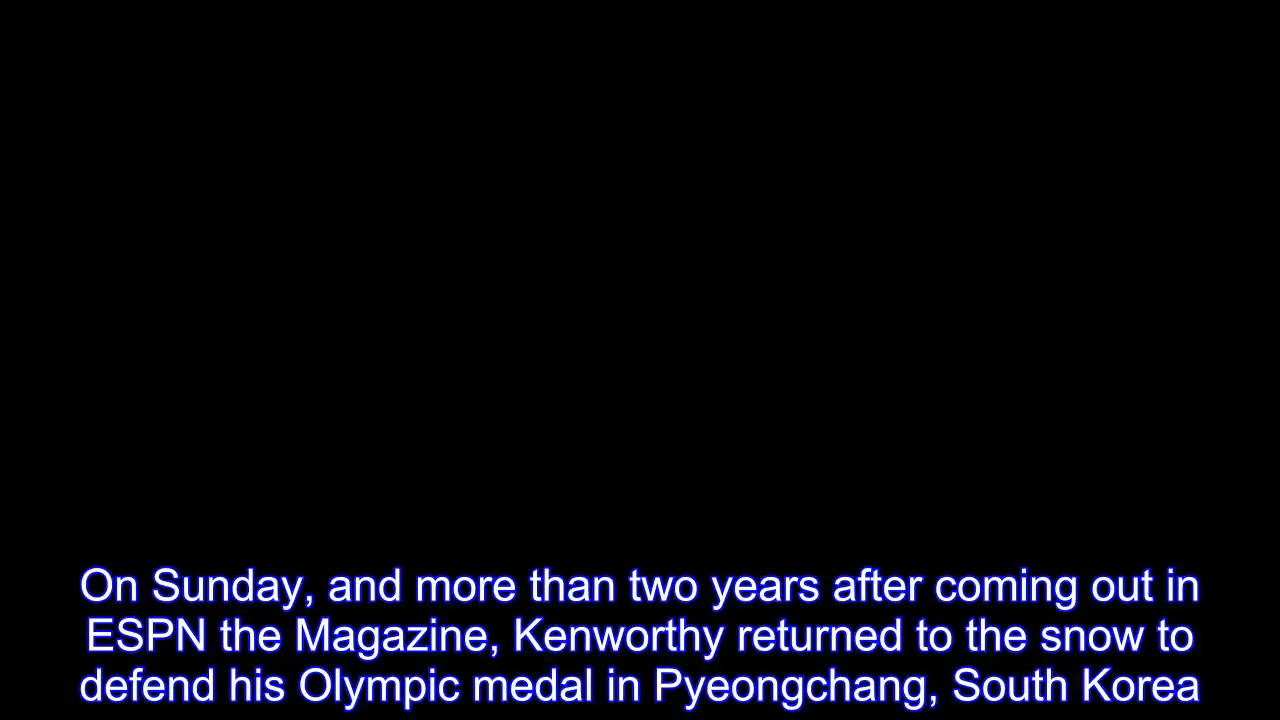 On Sunday, and more than two years after coming out in
ESPN the Magazine, Kenworthy returned to the snow to
defend his Olympic medal in Pyeongchang, South Korea